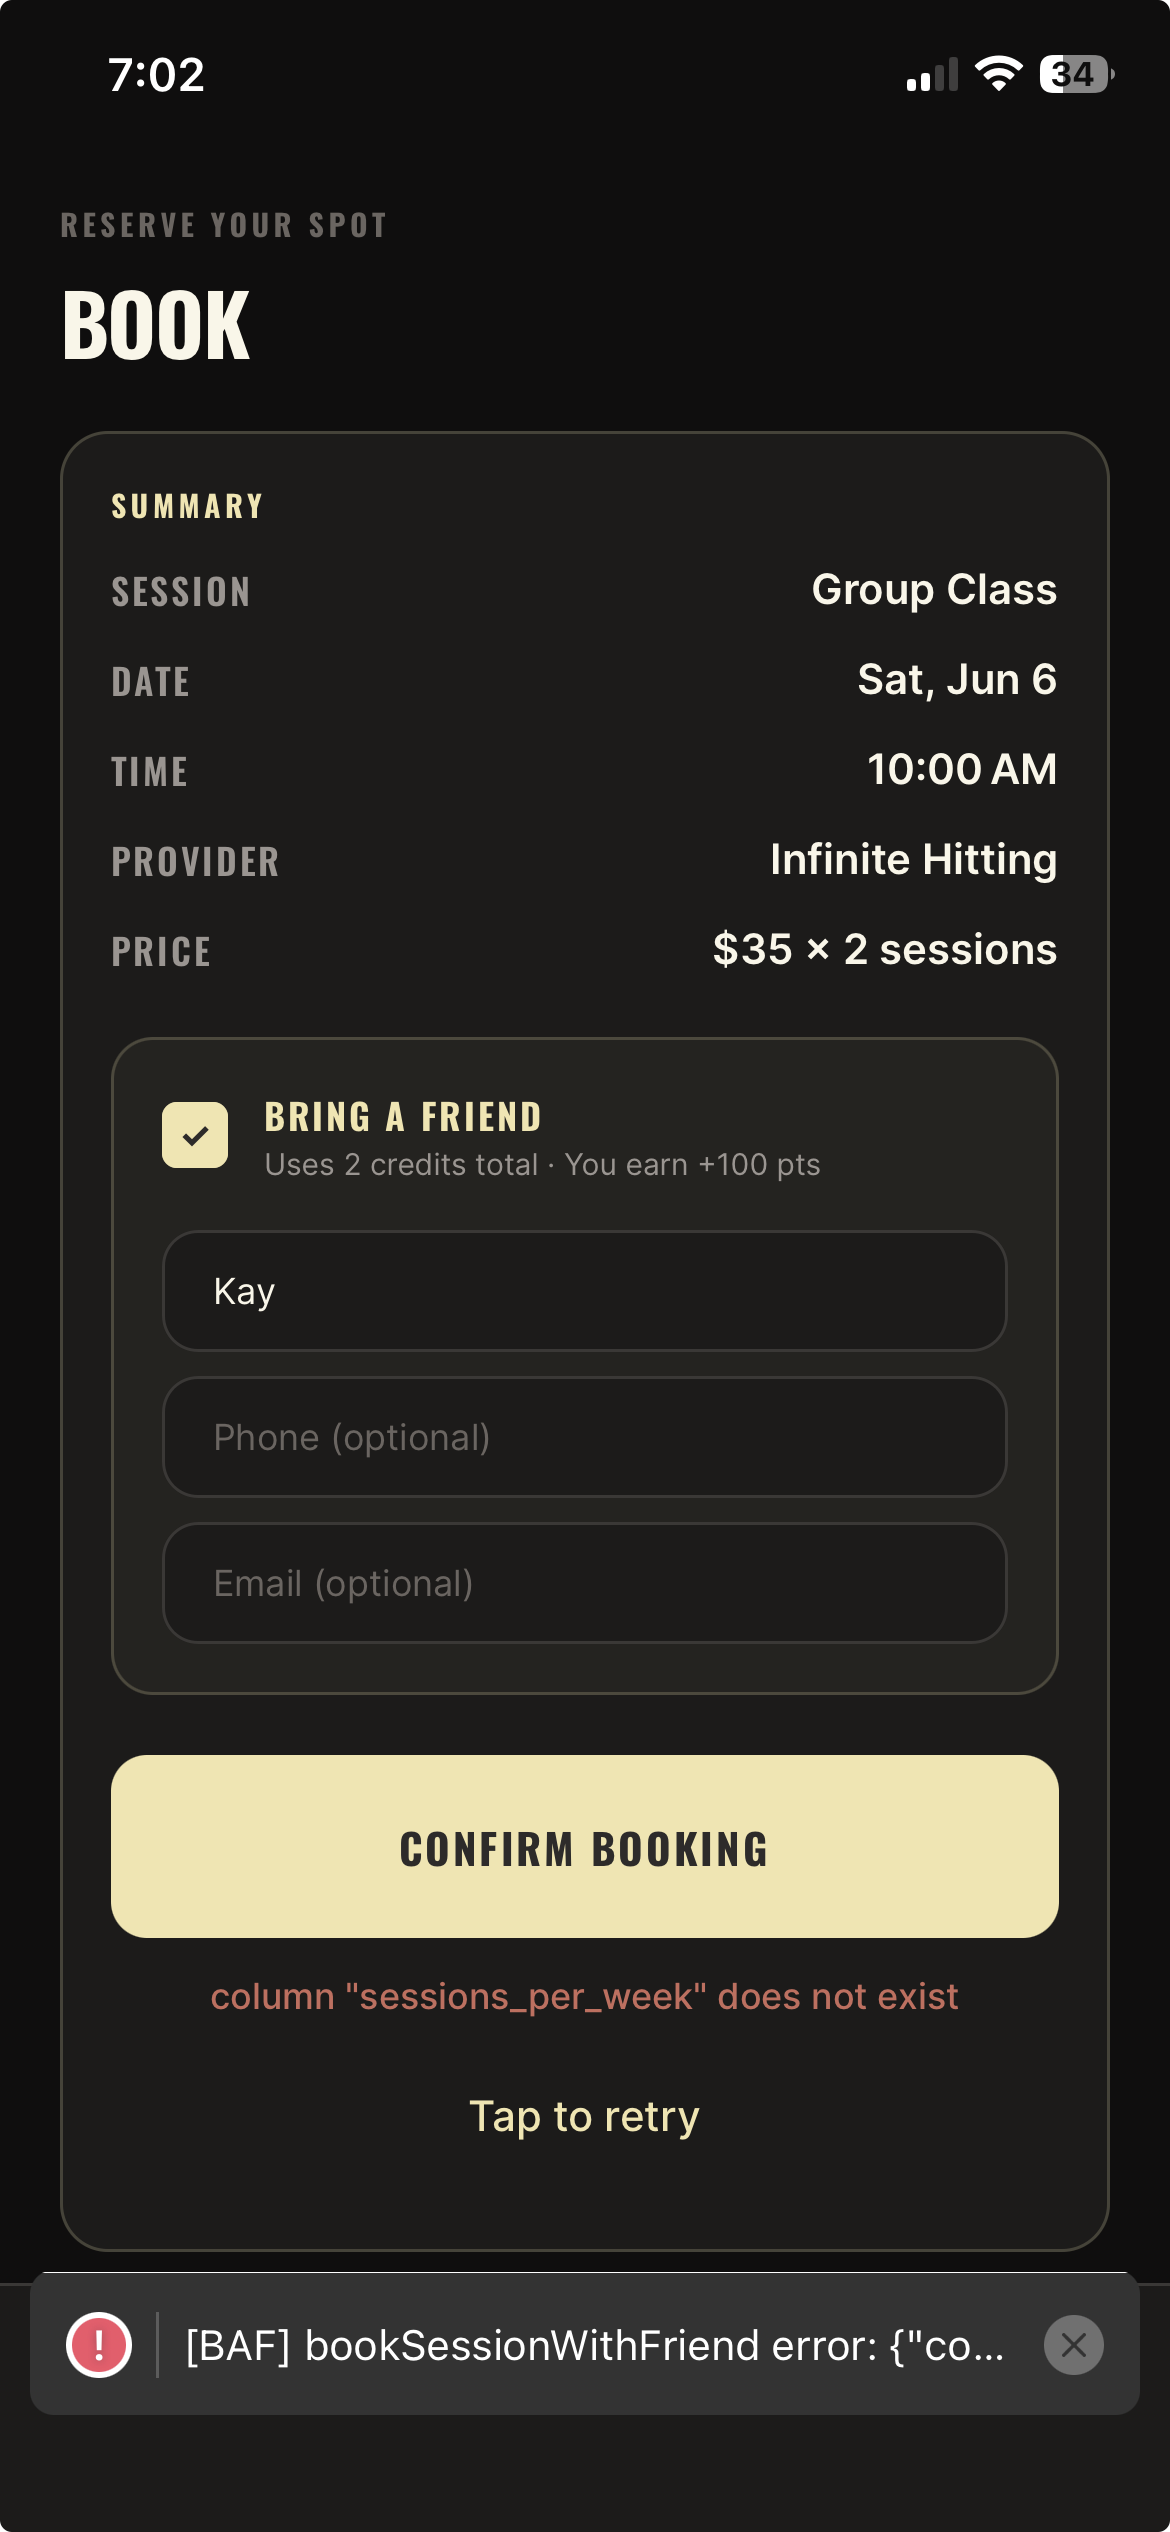 7:02
34
RESERVE YOUR SPOT
BOOK
SUMMARY
SESSION Group Class
DATE Sat, Jun 6
TIME 10:00 AM
PROVIDER Infinite Hitting
PRICE $35 × 2 sessions
BRING A FRIEND
Uses 2 credits total · You earn +100 pts
Kay
Phone (optional)
Email (optional)
CONFIRM BOOKING
column "sessions_per_week" does not exist
Tap to retry
[BAF] bookSessionWithFriend error: {"co...